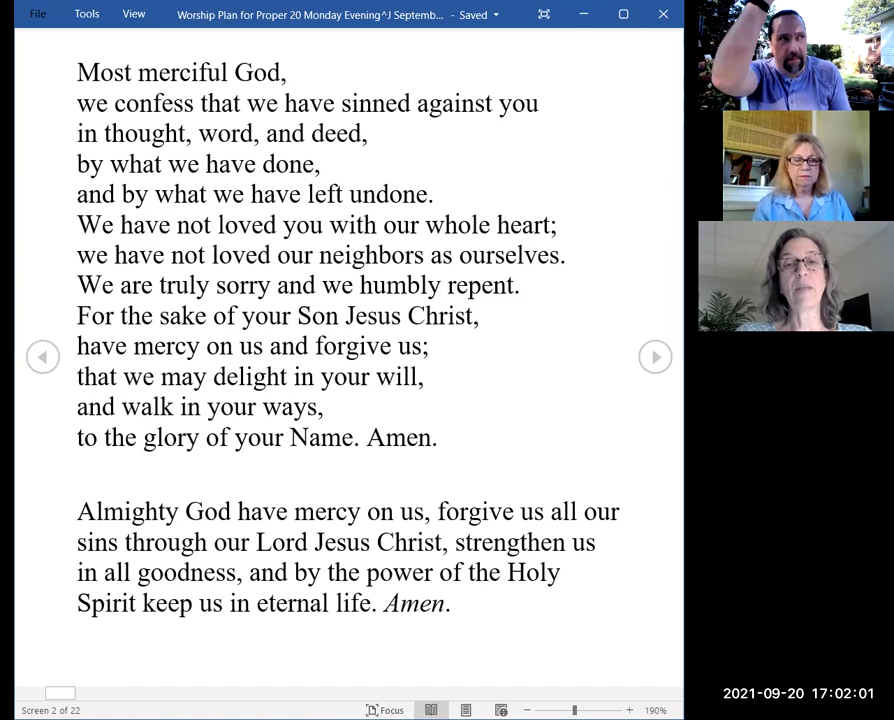 File Tools View Worship Plan for Proper 20 Monday Evening^J Septemb... - Saved
Most merciful God,
we confess that we have sinned against you
in thought, word, and deed,
by what we have done,
and by what we have left undone.
We have not loved you with our whole heart;
we have not loved our neighbors as ourselves.
We are truly sorry and we humbly repent.
For the sake of your Son Jesus Christ,
have mercy on us and forgive us;
that we may delight in your will,
and walk in your ways,
to the glory of your Name. Amen.
Almighty God have mercy on us, forgive us all our
sins through our Lord Jesus Christ, strengthen us
in all goodness, and by the power of the Holy
Spirit keep us in eternal life. Amen.
2021-09-20 17:02:01
Screen 2 of 22 Focus 190%